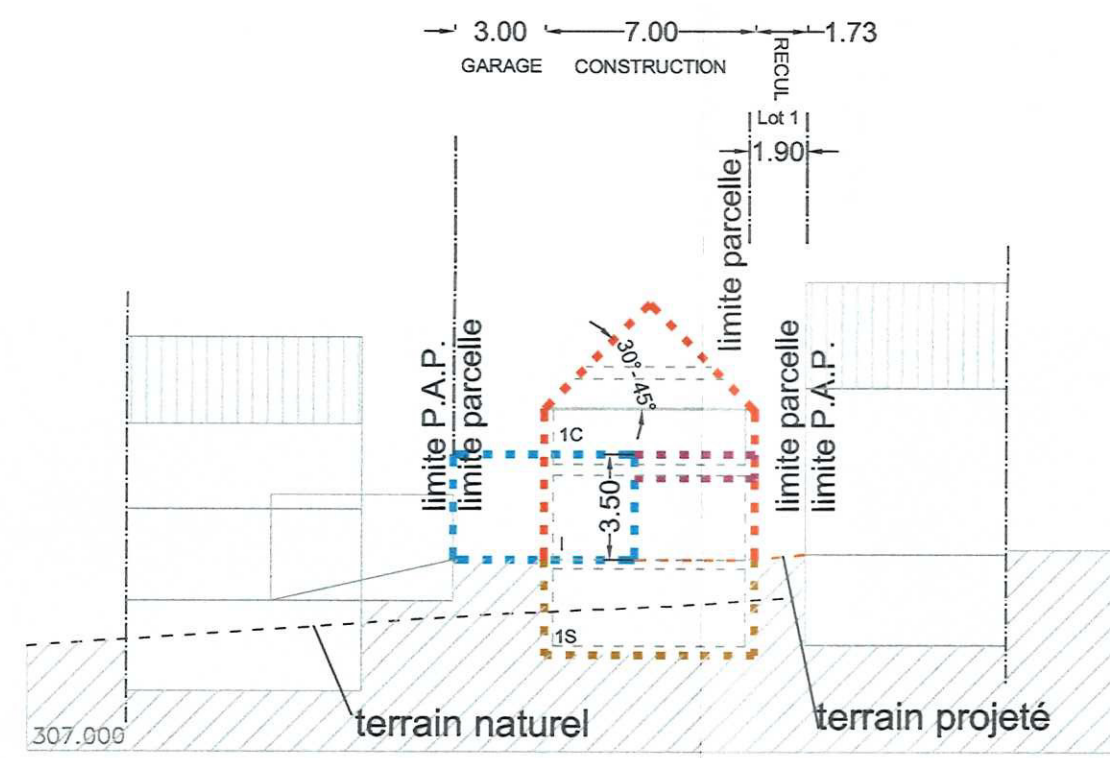 3.00 7.00 1.73
GARAGE CONSTRUCTION RECUL
Lot 1
1.90
limite parcelle
limite P.A.P.
limite parcelle
limite parcelle
limite P.A.P.
30° - 45°
1C
3.50
I
1S
terrain naturel
terrain projeté
307.000